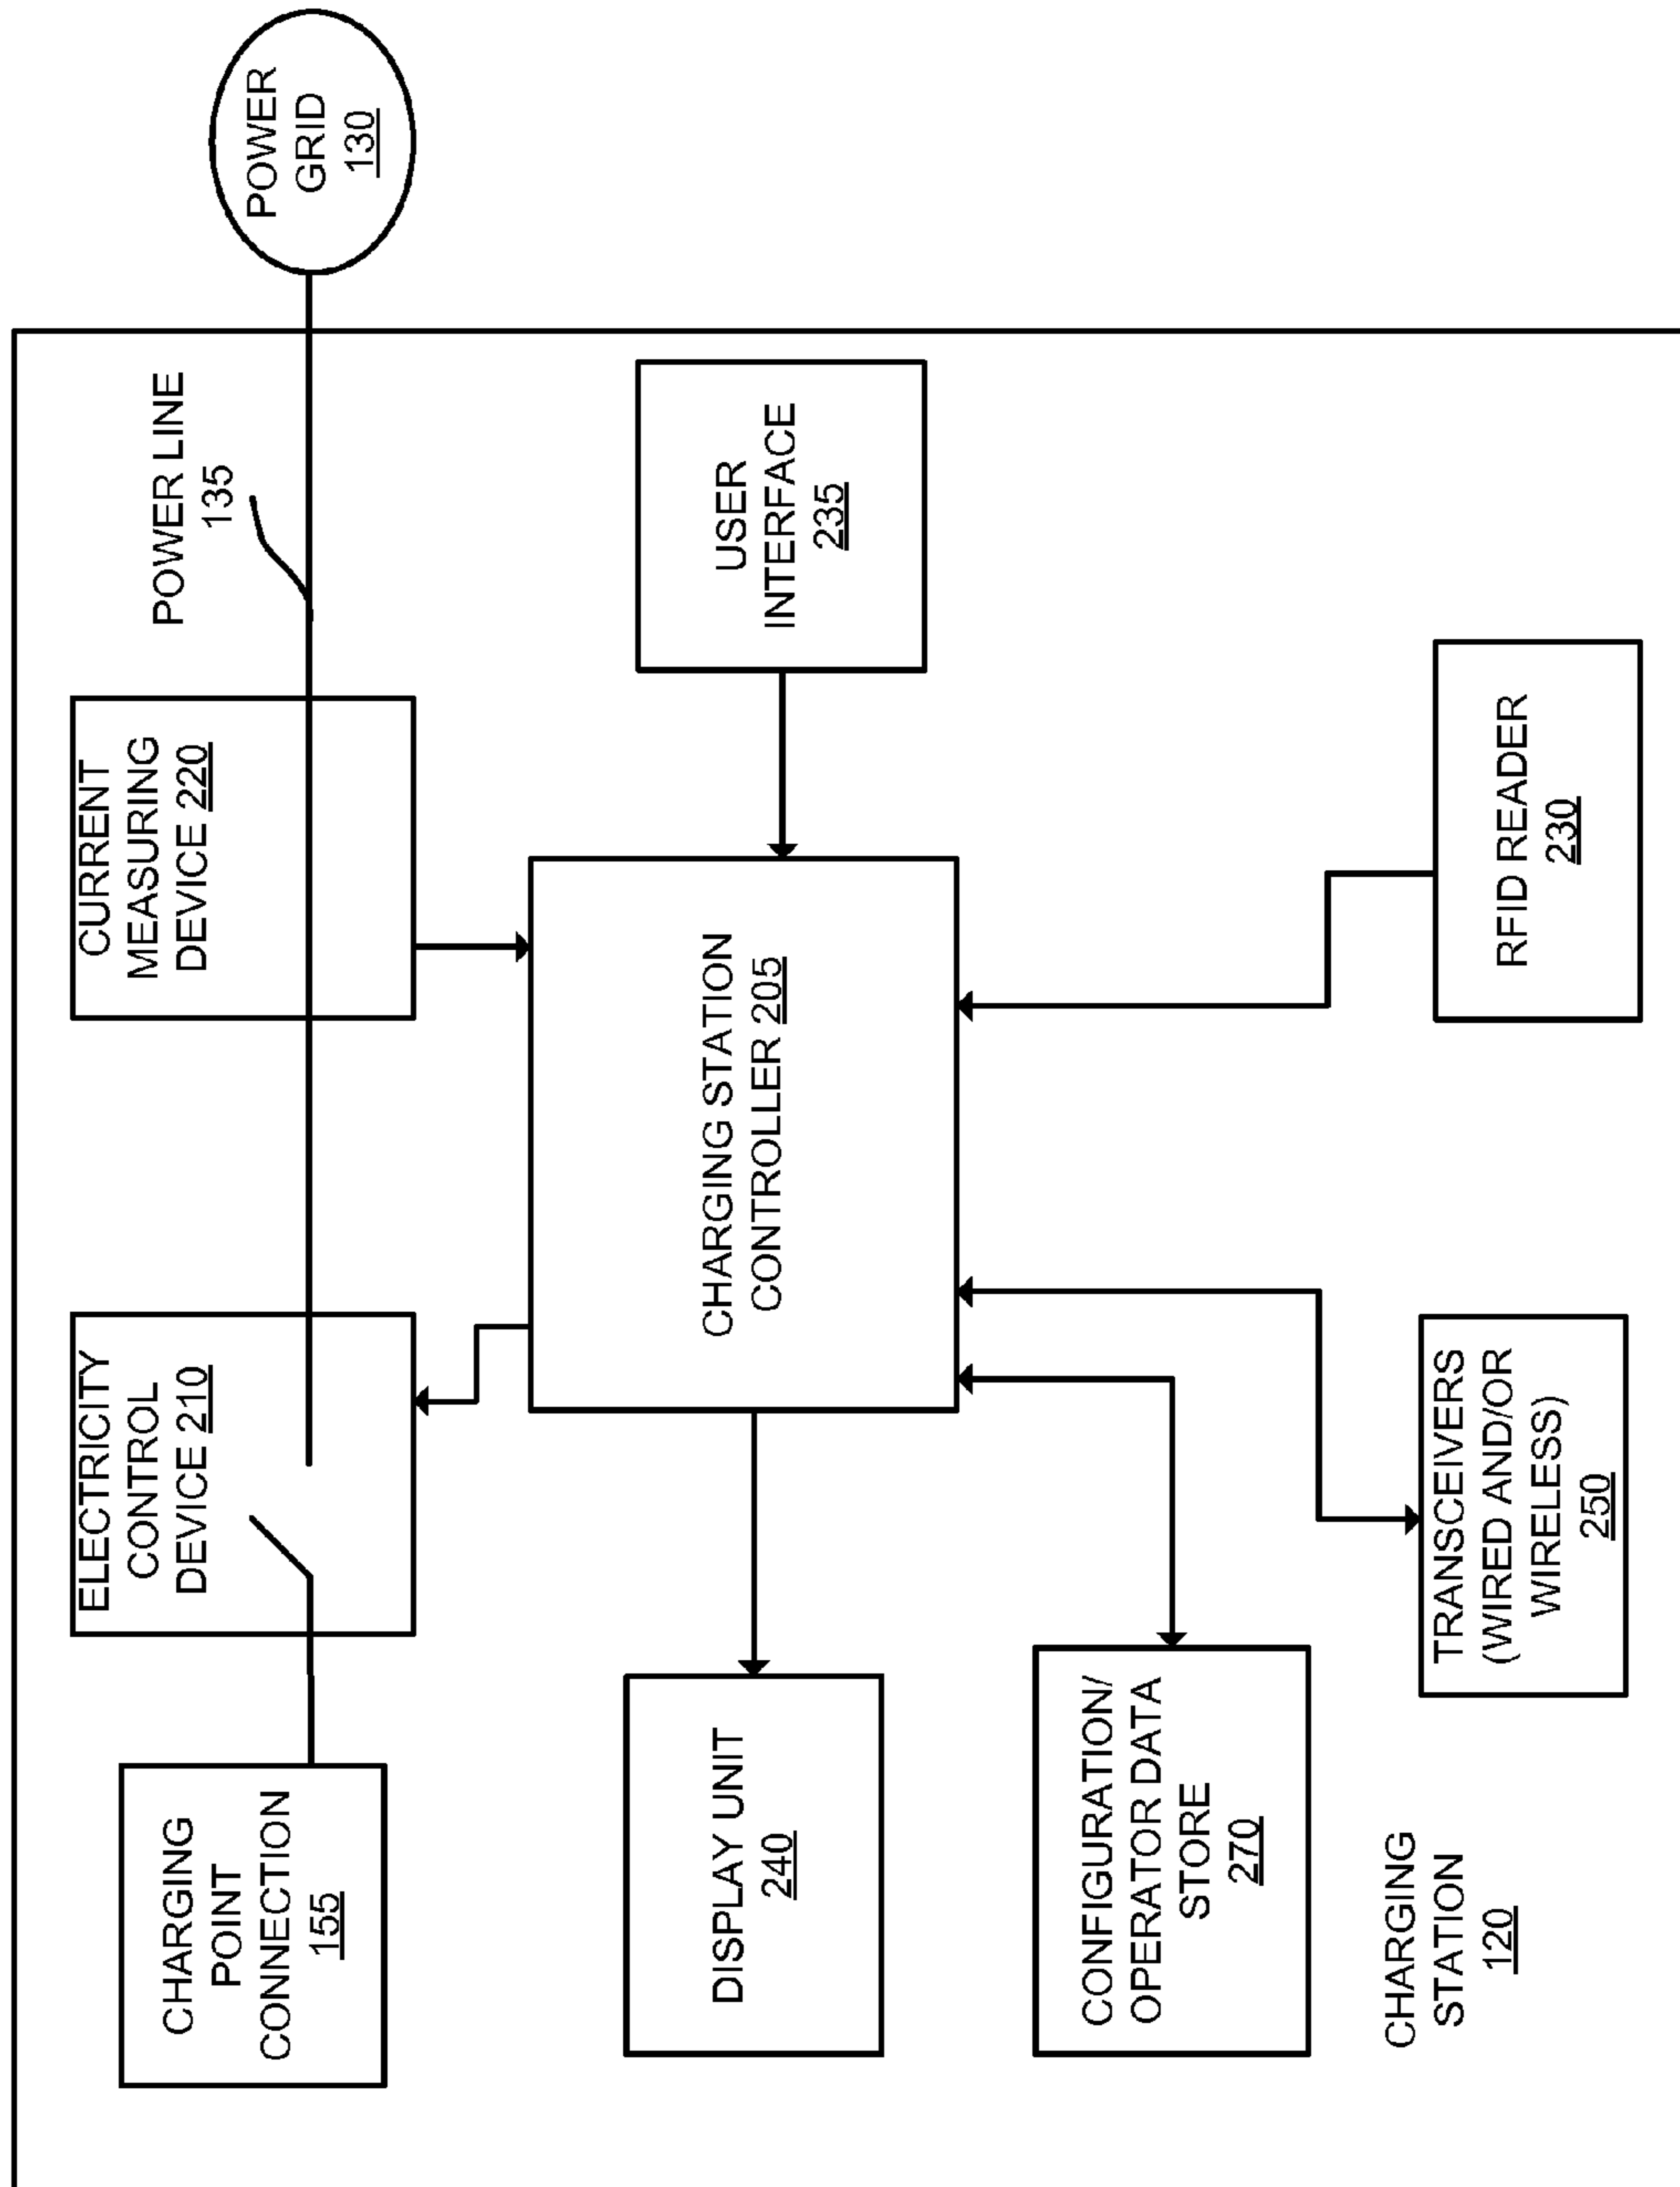 CHARGING
POINT
CONNECTION
155
ELECTRICITY
CONTROL
DEVICE 210
CURRENT
MEASURING
DEVICE 220
POWER LINE
135
POWER
GRID
130
DISPLAY UNIT
240
CHARGING STATION
CONTROLLER 205
USER
INTERFACE
235
CONFIGURATION/
OPERATOR DATA
STORE
270
TRANSCEIVERS
(WIRED AND/OR
WIRELESS)
250
RFID READER
230
CHARGING
STATION
120